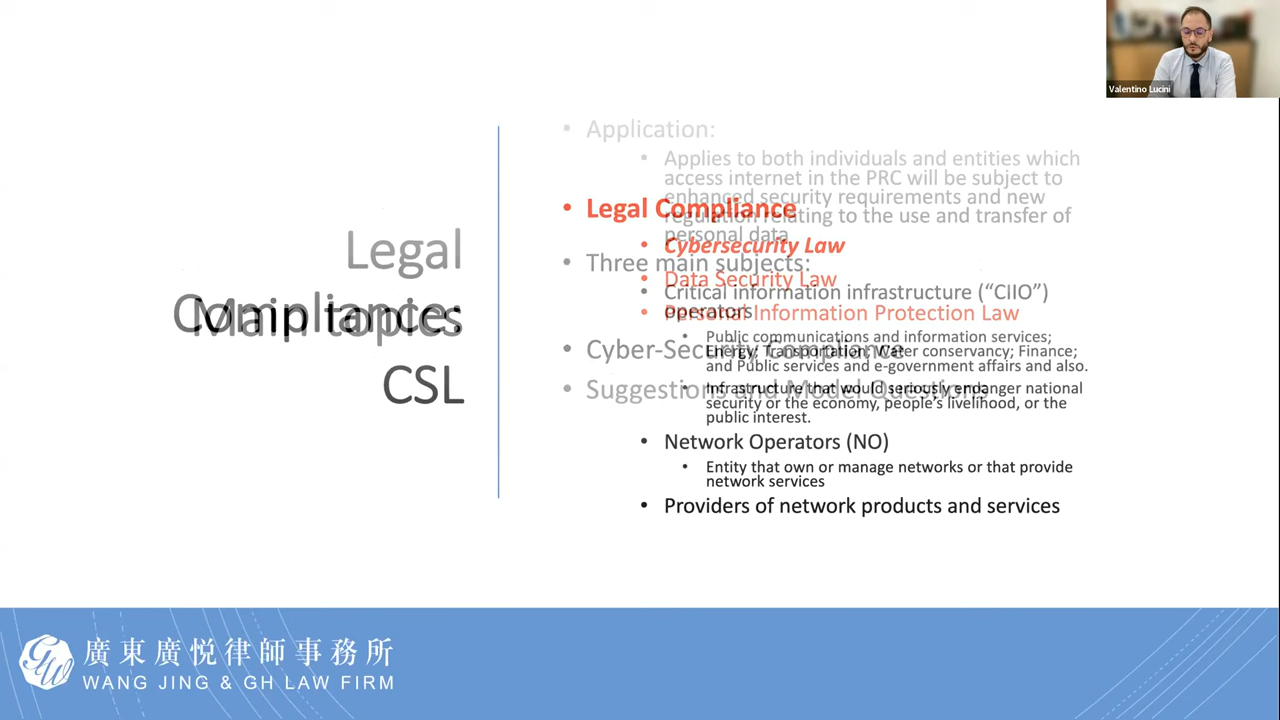 Valentino Lucini
Legal
Compliance:
CSL
Main topics
• Application:
• Applies to both individuals and entities which
access internet in the PRC will be subject to
enhanced security requirements and new
regulation relating to the use and transfer of
personal data
• Three main subjects:
• Critical information infrastructure (“CIIO”)
operators
• Public communications and information services;
Energy; Transportation; Water conservancy; Finance;
and Public services and e-government affairs and also.
• Infrastructure that would seriously endanger national
security or the economy, people’s livelihood, or the
public interest.
• Network Operators (NO)
• Entity that own or manage networks or that provide
network services
• Providers of network products and services
• Legal Compliance
• Cybersecurity Law
• Data Security Law
• Personal Information Protection Law
• Cyber-Security Compliance
• Suggestions and Model Questions
廣東廣悅律師事務所
WANG JING & GH LAW FIRM
GW